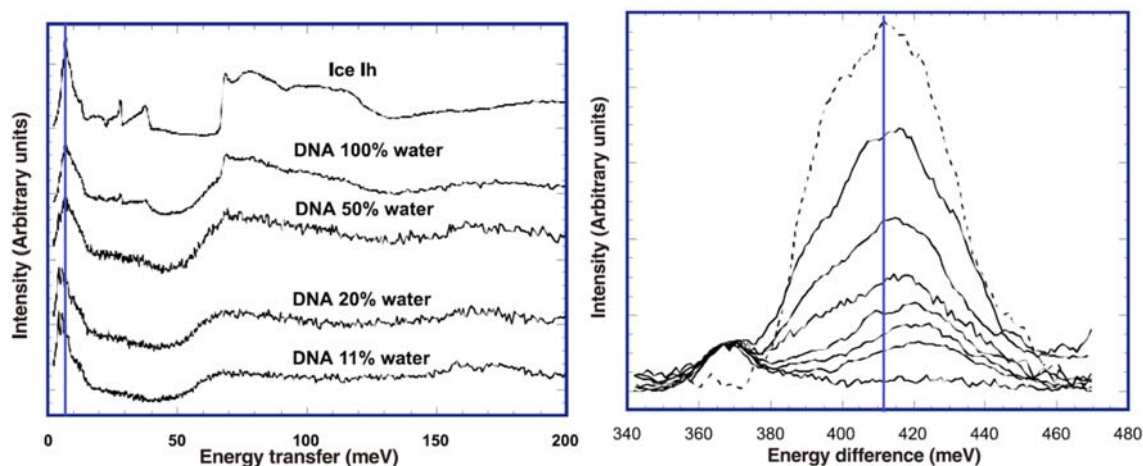 Intensity (Arbitrary units)
Ice Ih
DNA 100% water
DNA 50% water
DNA 20% water
DNA 11% water
0 50 100 150 200
Energy transfer (meV)
Intensity (Arbitrary units)
340 360 380 400 420 440 460 480
Energy difference (meV)